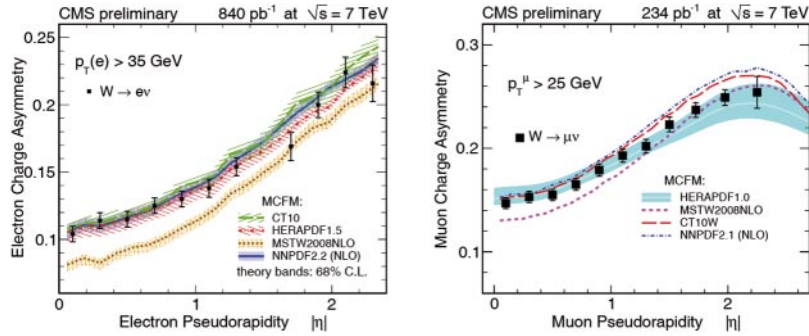 CMS preliminary 840 pb⁻¹ at √s = 7 TeV
0.25
0.2
0.15
0.1
Electron Charge Asymmetry
p_T(e) > 35 GeV
W → eν
MCFM:
CT10
HERAPDF1.5
MSTW2008NLO
NNPDF2.2 (NLO)
theory bands: 68% C.L.
0 1 2
Electron Pseudorapidity |η|
CMS preliminary 234 pb⁻¹ at √s = 7 TeV
0.3
0.2
0.1
Muon Charge Asymmetry
p_T^μ > 25 GeV
W → μν
MCFM:
HERAPDF1.0
MSTW2008NLO
CT10W
NNPDF2.1 (NLO)
0 1 2
Muon Pseudorapidity |η|